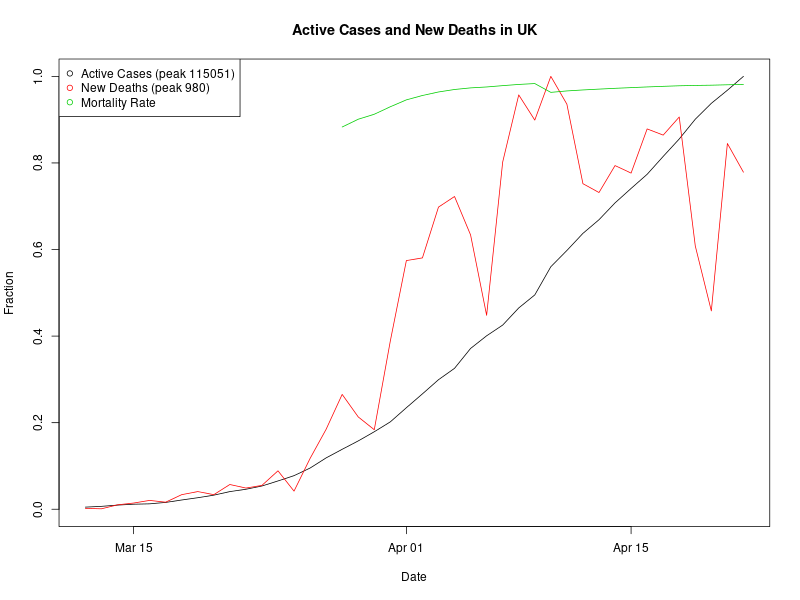 Active Cases and New Deaths in UK
Active Cases (peak 115051)
New Deaths (peak 980)
Mortality Rate
1.0
0.8
0.6
0.4
0.2
0.0
Fraction
Mar 15
Apr 01
Apr 15
Date